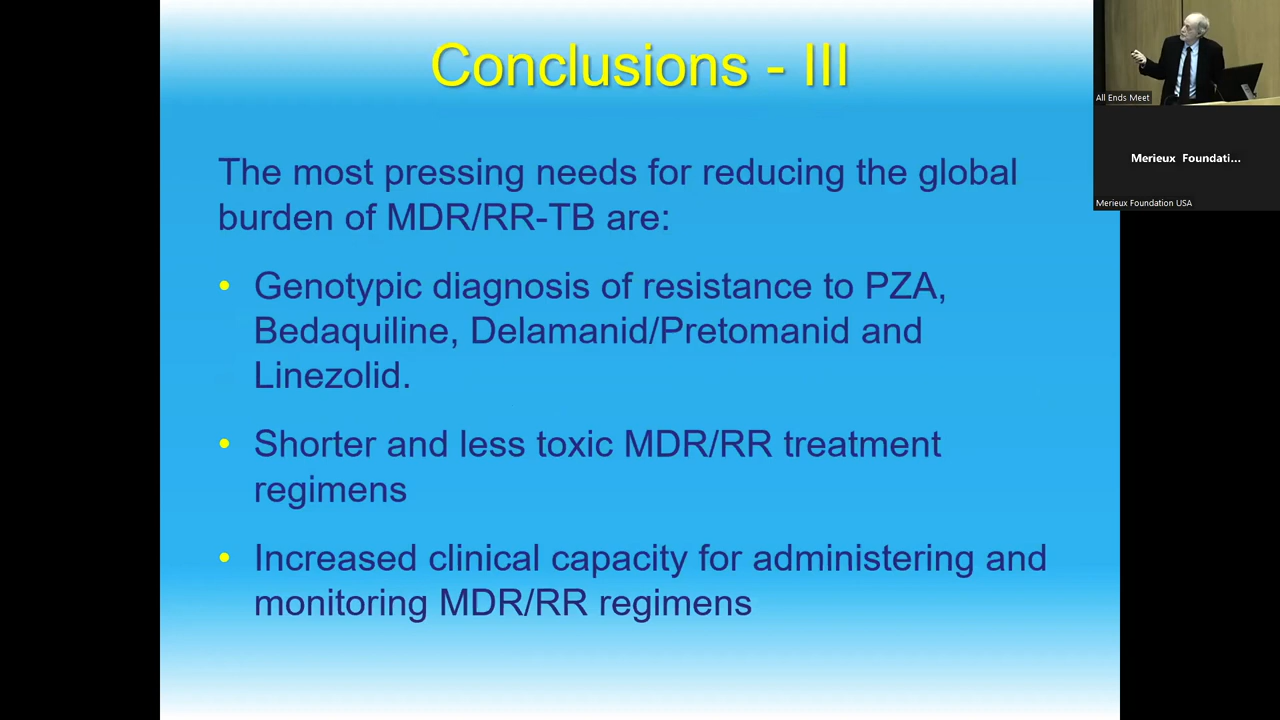 Conclusions - III
The most pressing needs for reducing the global
burden of MDR/RR-TB are:
• Genotypic diagnosis of resistance to PZA,
Bedaquiline, Delamanid/Pretomanid and
Linezolid.
• Shorter and less toxic MDR/RR treatment
regimens
• Increased clinical capacity for administering and
monitoring MDR/RR regimens
All Ends Meet
Merieux Foundati...
Merieux Foundation USA